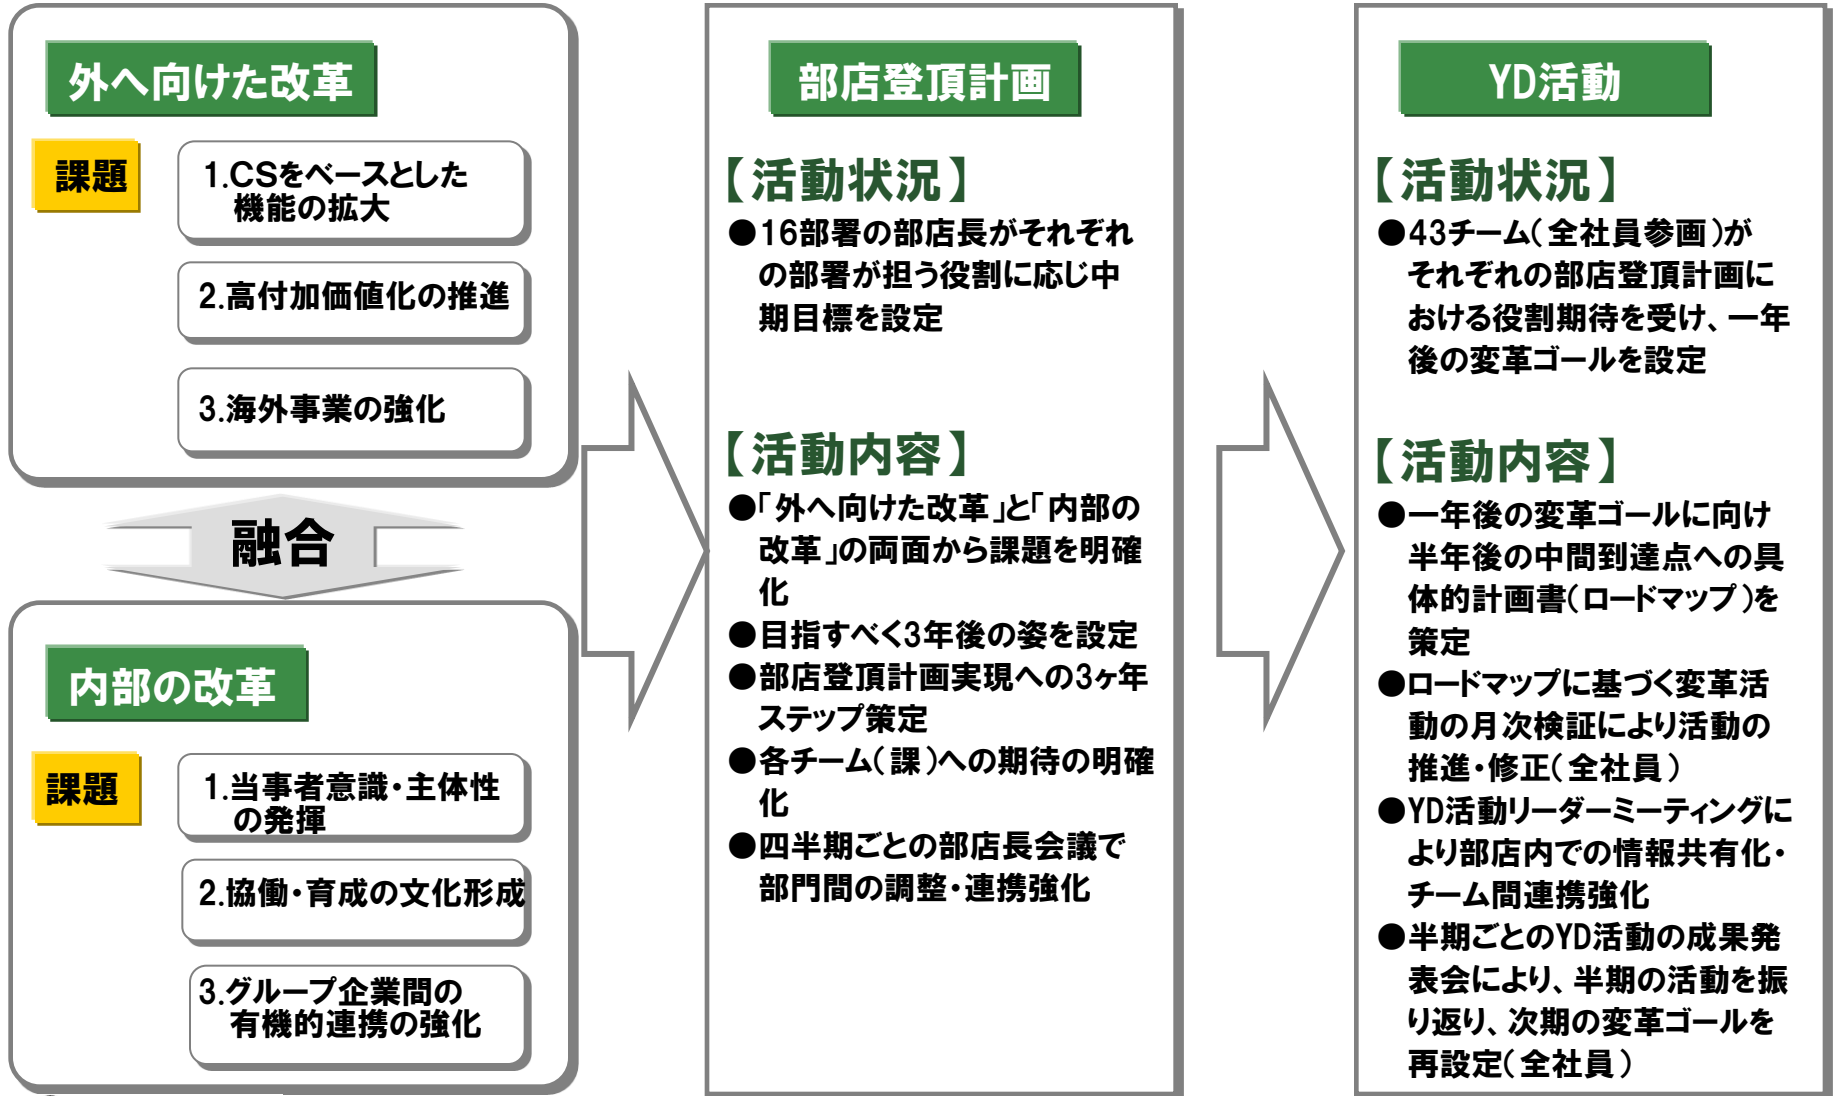 外へ向けた改革
課題
1.CSをベースとした
機能の拡大
2.高付加価値化の推進
3.海外事業の強化
融合
内部の改革
課題
1.当事者意識・主体性
の発揮
2.協働・育成の文化形成
3.グループ企業間の
有機的連携の強化
部店登頂計画
【活動状況】
●16部署の部店長がそれぞれ
の部署が担う役割に応じ中
期目標を設定
【活動内容】
●「外へ向けた改革」と「内部の
改革」の両面から課題を明確
化
●目指すべく3年後の姿を設定
●部店登頂計画実現への3ヶ年
ステップ策定
●各チーム(課)への期待の明確
化
●四半期ごとの部店長会議で
部門間の調整・連携強化
YD活動
【活動状況】
●43チーム(全社員参画)が
それぞれの部店登頂計画に
おける役割期待を受け、一年
後の変革ゴールを設定
【活動内容】
●一年後の変革ゴールに向け
半年後の中間到達点への具
体的計画書(ロードマップ)を
策定
●ロードマップに基づく変革活
動の月次検証により活動の
推進・修正(全社員)
●YD活動リーダーミーティングに
より部店内での情報共有化・
チーム間連携強化
●半期ごとのYD活動の成果発
表会により、半期の活動を振
り返り、次期の変革ゴールを
再設定(全社員)